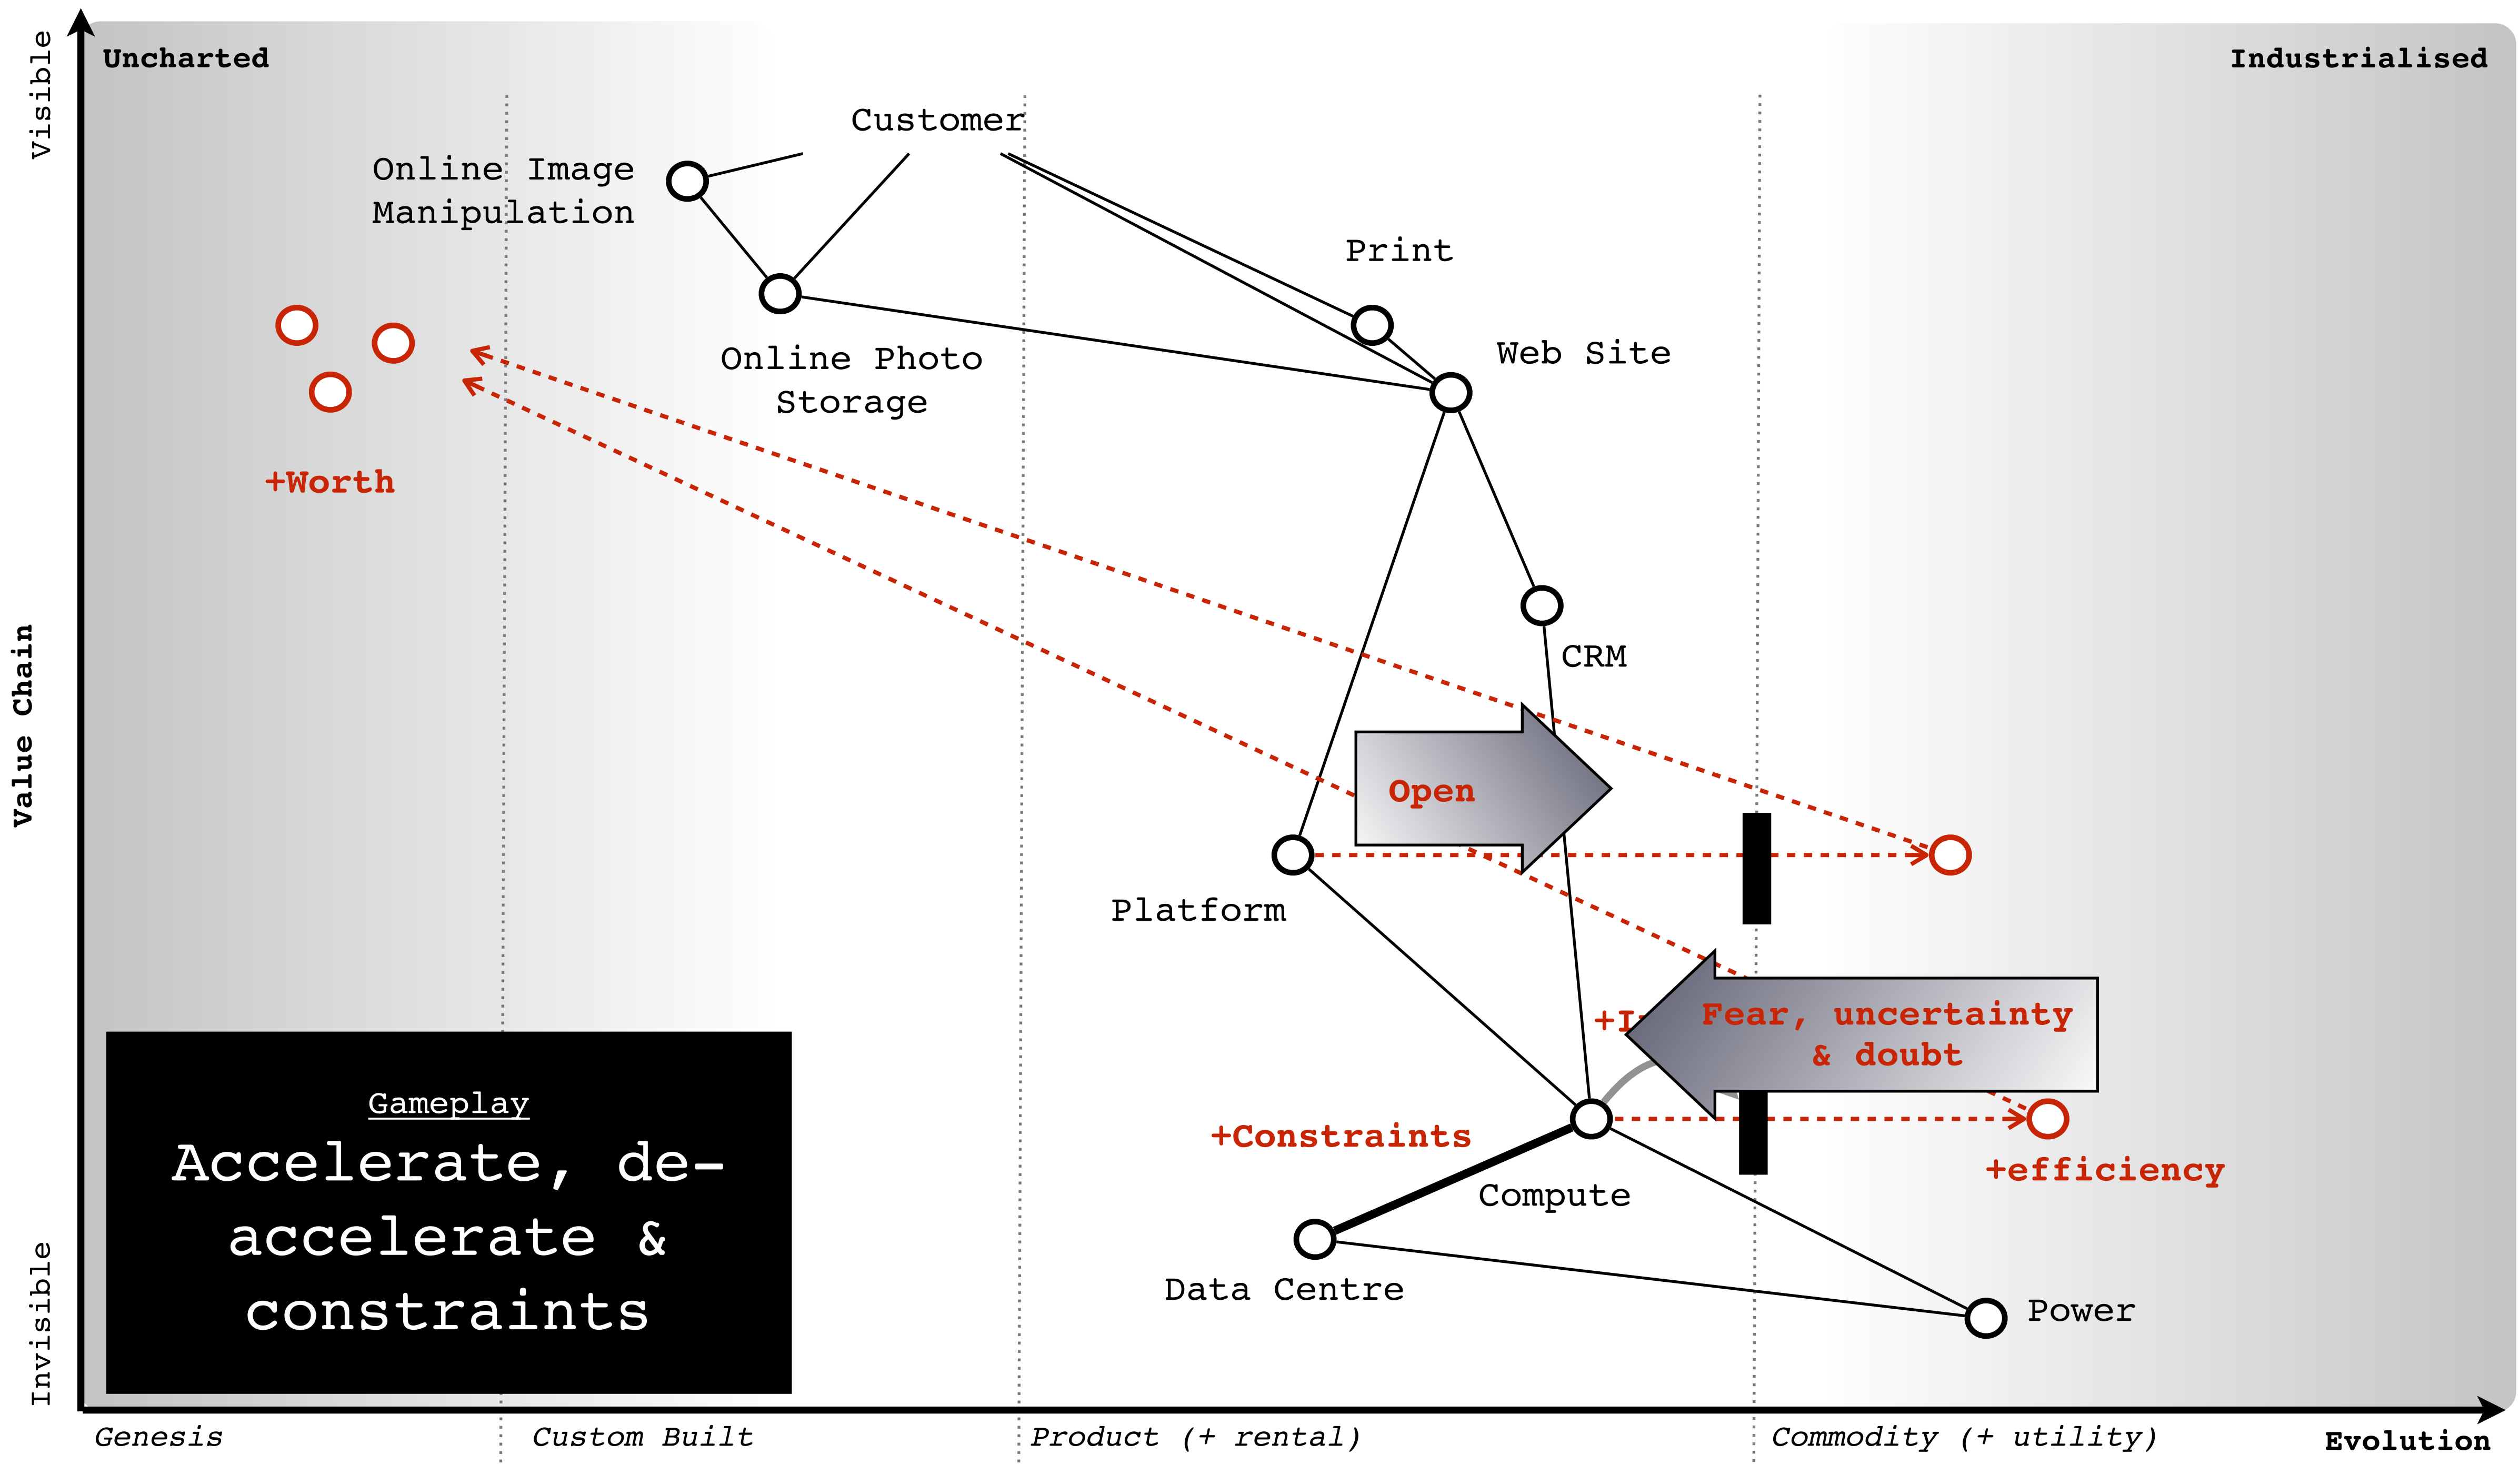 Uncharted
Industrialised
Visible
Customer
Online Image
Manipulation
Print
Online Photo
Storage
Web Site
+Worth
Value Chain
CRM
Open
Platform
Fear, uncertainty
& doubt
Gameplay
Accelerate, de-
accelerate &
constraints
+Constraints
+efficiency
Compute
Data Centre
Power
Invisible
Genesis
Custom Built
Product (+ rental)
Commodity (+ utility)
Evolution